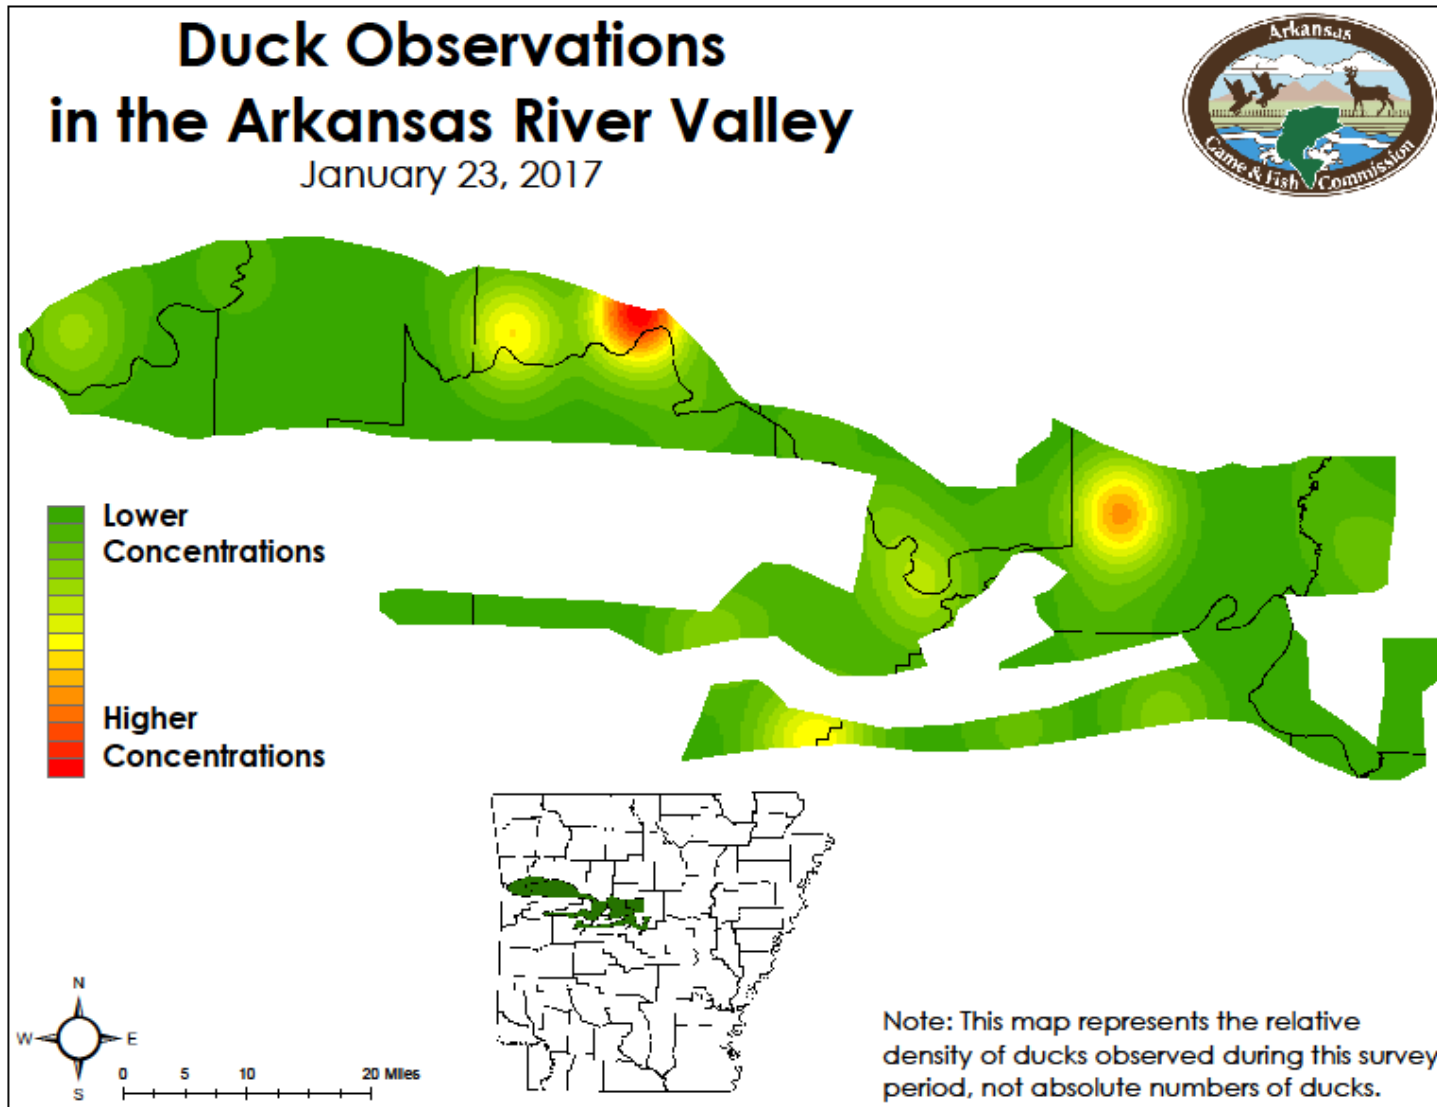 Duck Observations
in the Arkansas River Valley
January 23, 2017
Arkansas
Game & Fish Commission
Lower
Concentrations
Higher
Concentrations
N
W E
S
0 5 10 20 Miles
Note: This map represents the relative
density of ducks observed during this survey
period, not absolute numbers of ducks.